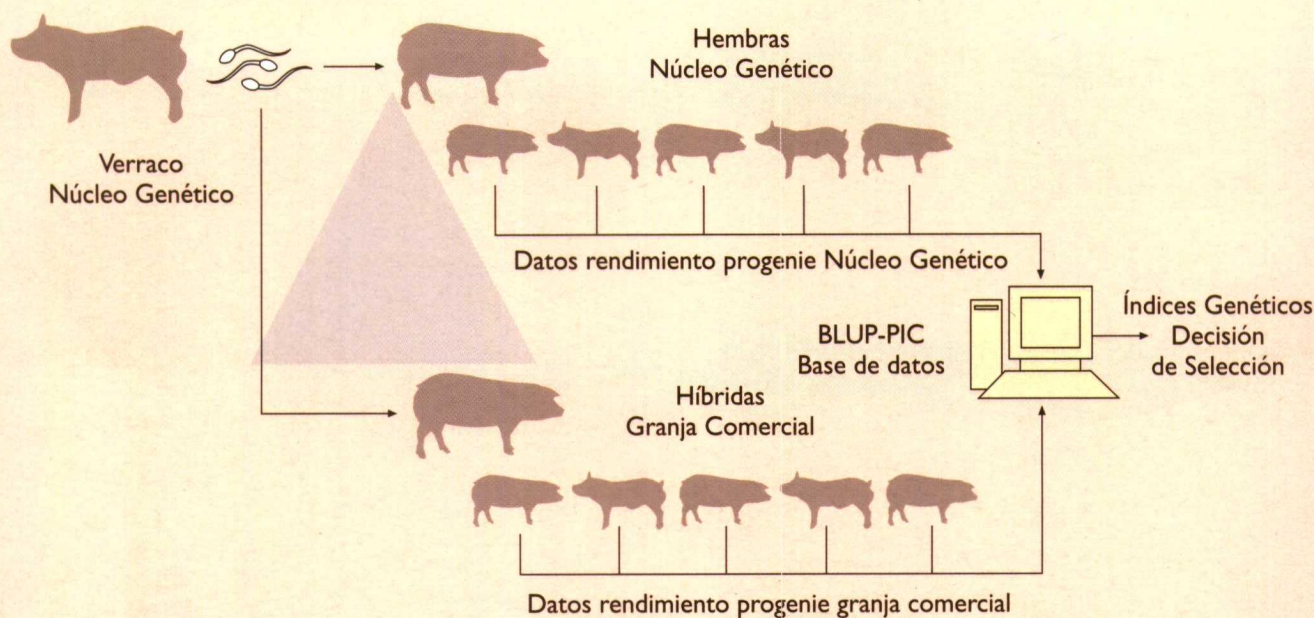 Hembras
Núcleo Genético
Verraco
Núcleo Genético
Datos rendimiento progenie Núcleo Genético
BLUP-PIC
Base de datos
Índices Genéticos
Decisión
de Selección
Híbridas
Granja Comercial
Datos rendimiento progenie granja comercial